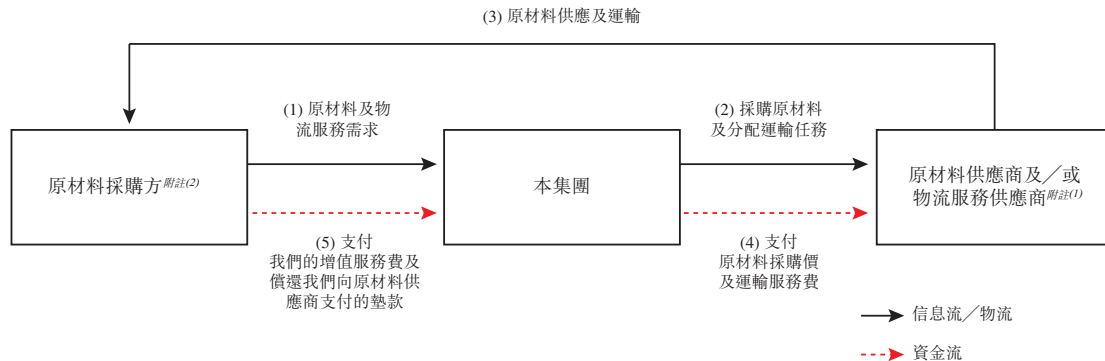 (3) 原材料供應及運輸
(1) 原材料及物
流服務需求
(2) 採購原材料
及分配運輸任務
原材料採購方附註(2)
本集團
原材料供應商及／或
物流服務供應商附註(1)
(5) 支付
我們的增值服務費及
償還我們向原材料供
應商支付的墊款
(4) 支付
原材料採購價
及運輸服務費
信息流／物流
資金流